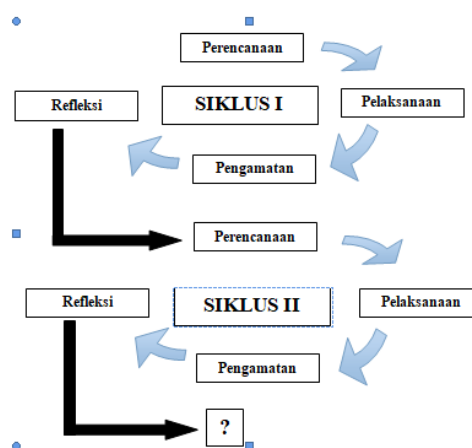 Perencanaan
Refleksi
SIKLUS I
Pelaksanaan
Pengamatan
Perencanaan
Refleksi
SIKLUS II
Pelaksanaan
Pengamatan
?